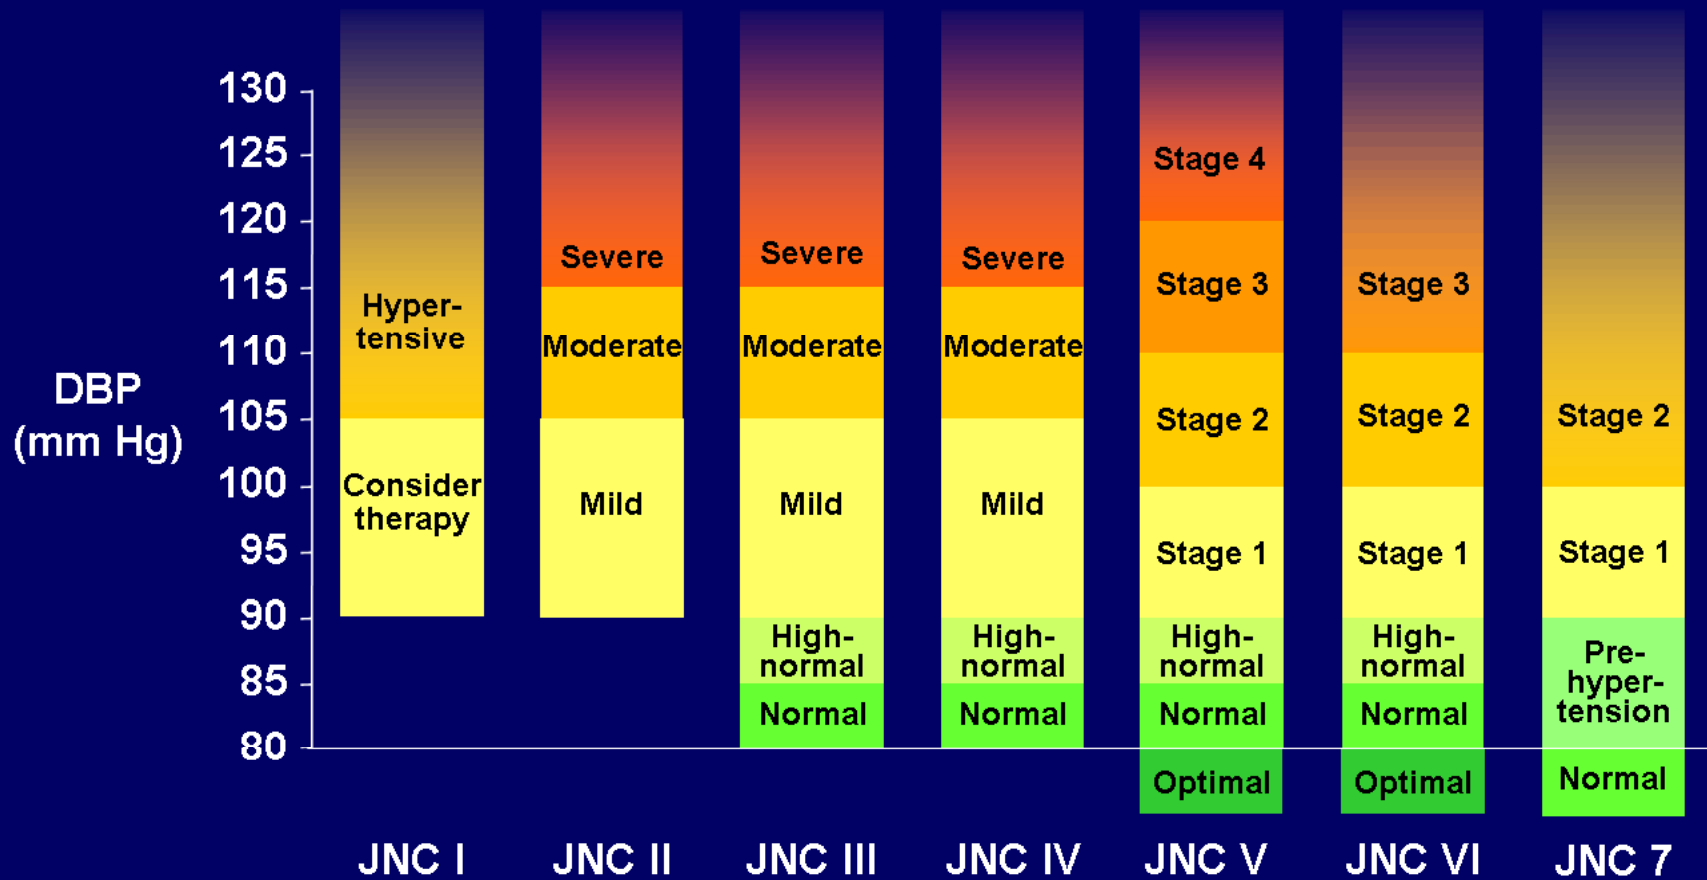 130
125
120
115
110
105
100
95
90
85
80
DBP
(mm Hg)
Hyper-
tensive
Consider
therapy
JNC I
Severe
Moderate
Mild
JNC II
Severe
Moderate
Mild
High-
normal
Normal
JNC III
Severe
Moderate
Mild
High-
normal
Normal
JNC IV
Stage 4
Stage 3
Stage 2
Stage 1
High-
normal
Normal
Optimal
JNC V
Stage 3
Stage 2
Stage 1
High-
normal
Normal
Optimal
JNC VI
Stage 2
Stage 1
Pre-
hyper-
tension
Normal
JNC 7